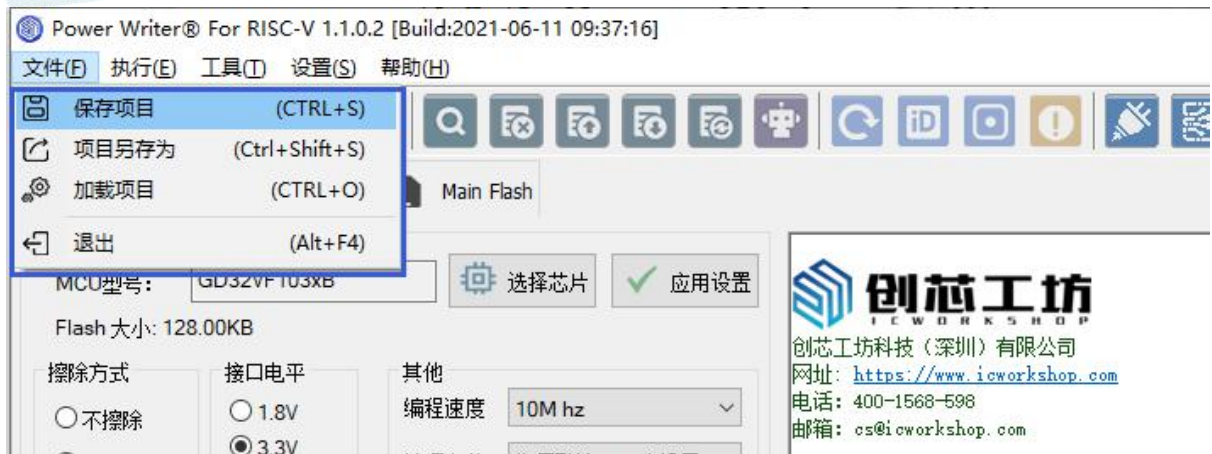 Power Writer® For RISC-V 1.1.0.2 [Build:2021-06-11 09:37:16]
文件(F) 执行(E) 工具(T) 设置(S) 帮助(H)
保存项目 (CTRL+S)
项目另存为 (Ctrl+Shift+S)
加载项目 (CTRL+O)
退出 (Alt+F4)
iD
Main Flash
MCU型号: GD32VF103xB 选择芯片 应用设置
Flash 大小: 128.00KB
擦除方式 接口电平 其他
不擦除 1.8V 编程速度 10M hz
3.3V
创芯工坊
ICWORKSHOP
创芯工坊科技（深圳）有限公司
网址: https://www.icworkshop.com
电话: 400-1568-598
邮箱: cs@icworkshop.com